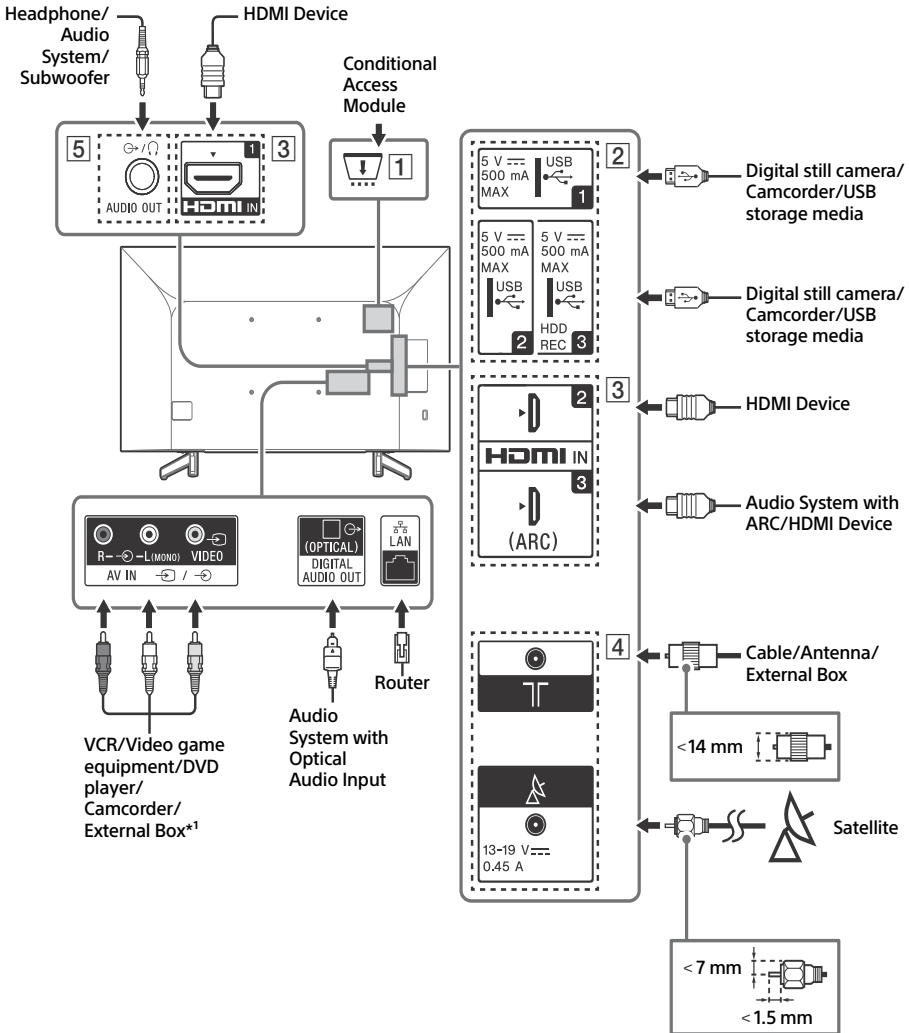 Headphone/
Audio
System/
Subwoofer
HDMI Device
Conditional
Access
Module
5
AUDIO OUT
1
HDMI IN
3
1
2
5 V
500 mA
MAX
USB
1
Digital still camera/
Camcorder/USB
storage media
5 V
500 mA
MAX
USB
2
5 V
500 mA
MAX
USB
HDD
REC 3
Digital still camera/
Camcorder/USB
storage media
3
2
HDMI IN
3
(ARC)
HDMI Device
Audio System with
ARC/HDMI Device
R- -L(MONO) VIDEO
AV IN /
(OPTICAL)
DIGITAL
AUDIO OUT
LAN
VCR/Video game
equipment/DVD
player/
Camcorder/
External Box*1
Audio
System with
Optical
Audio Input
Router
4
Cable/Antenna/
External Box
<14 mm
13-19 V
0.45 A
Satellite
<7 mm
<1.5 mm